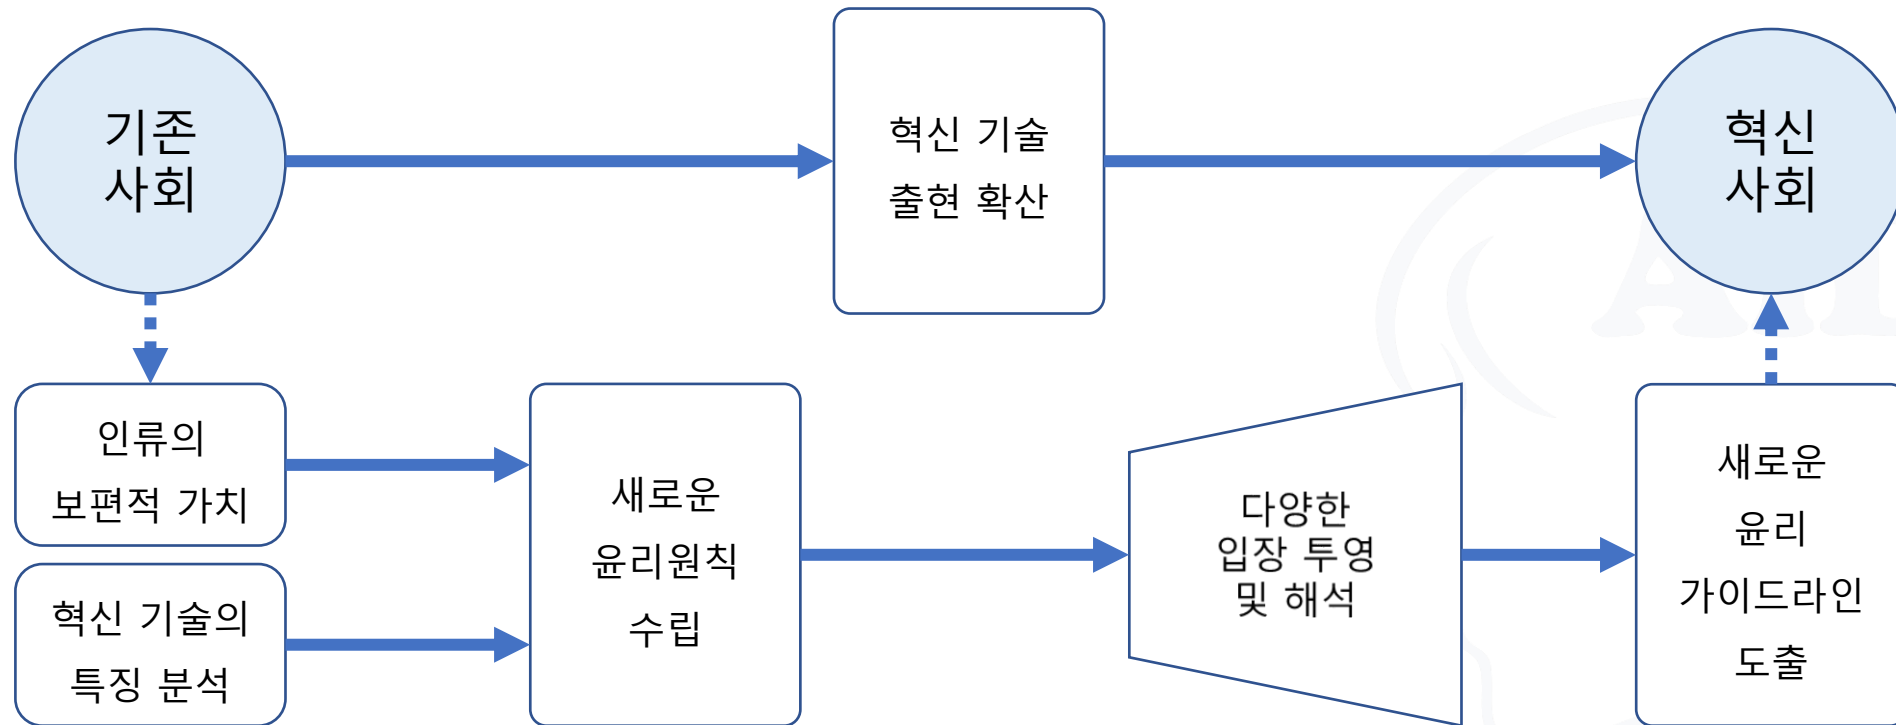 기존
사회
혁신 기술
출현 확산
혁신
사회
인류의
보편적 가치
혁신 기술의
특징 분석
새로운
윤리원칙
수립
다양한
입장 투영
및 해석
새로운
윤리
가이드라인
도출